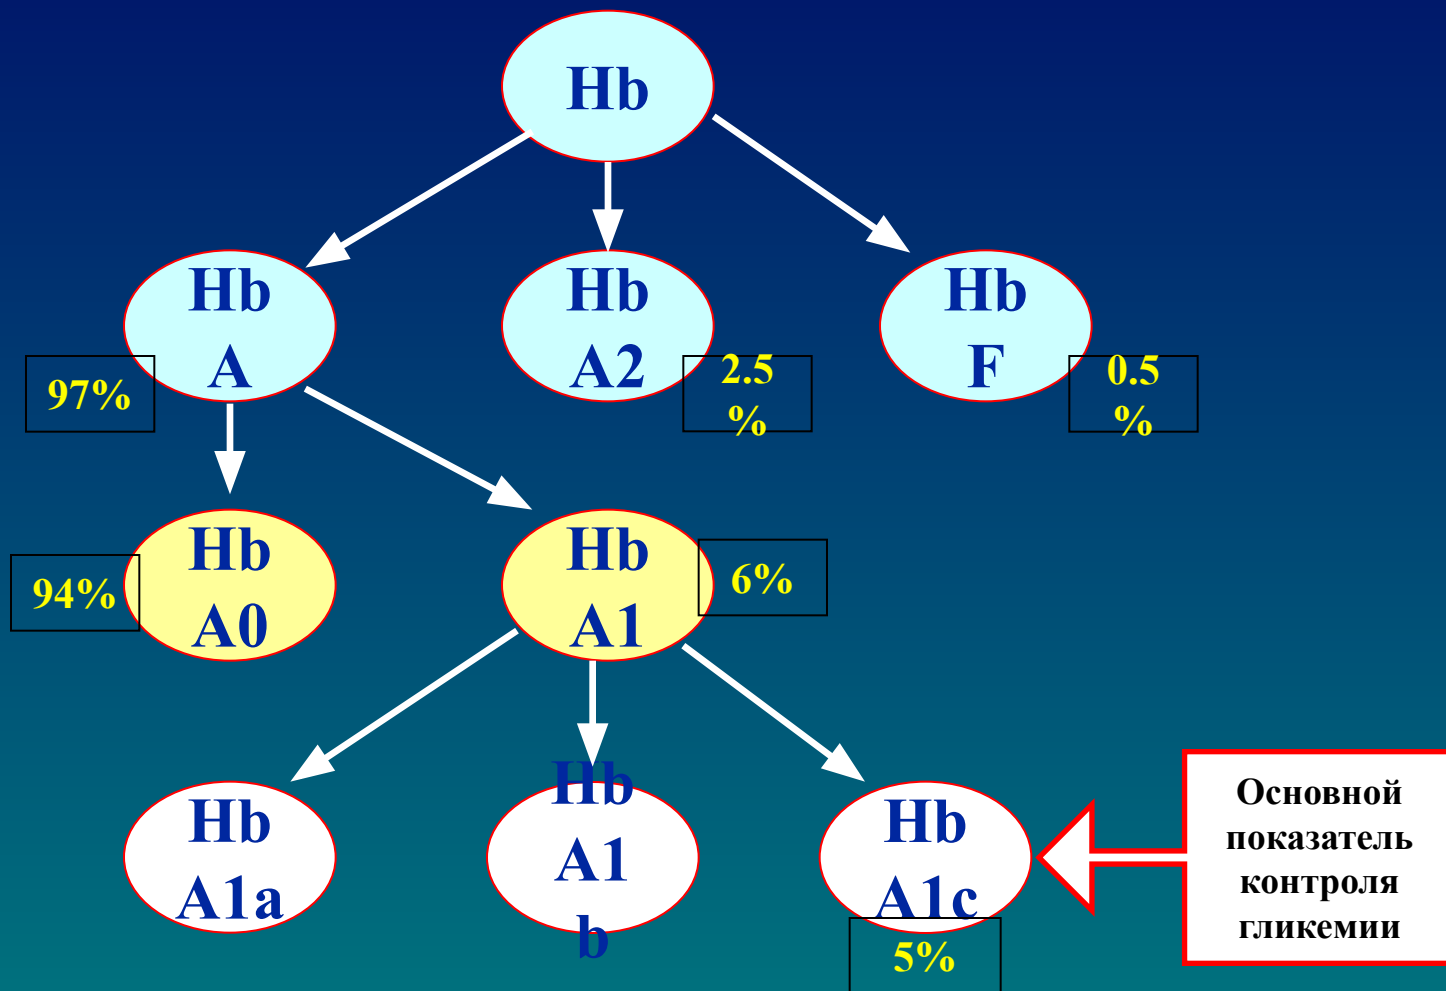 Hb
Hb
A
97%
Hb
A2
2.5
%
Hb
F
0.5
%
Hb
A0
94%
Hb
A1
6%
Hb
A1a
Hb
A1
b
Hb
A1c
5%
Основной
показатель
контроля
гликемии